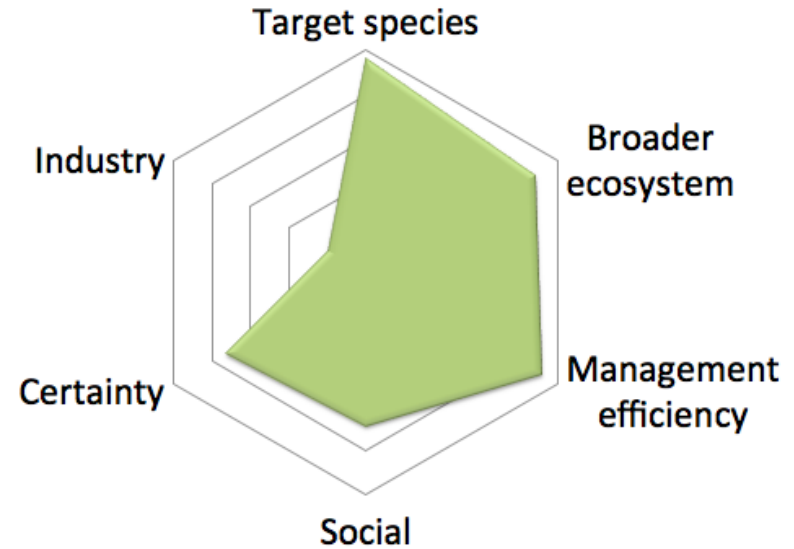 Target species
Broader
ecosystem
Management
efficiency
Social
Certainty
Industry